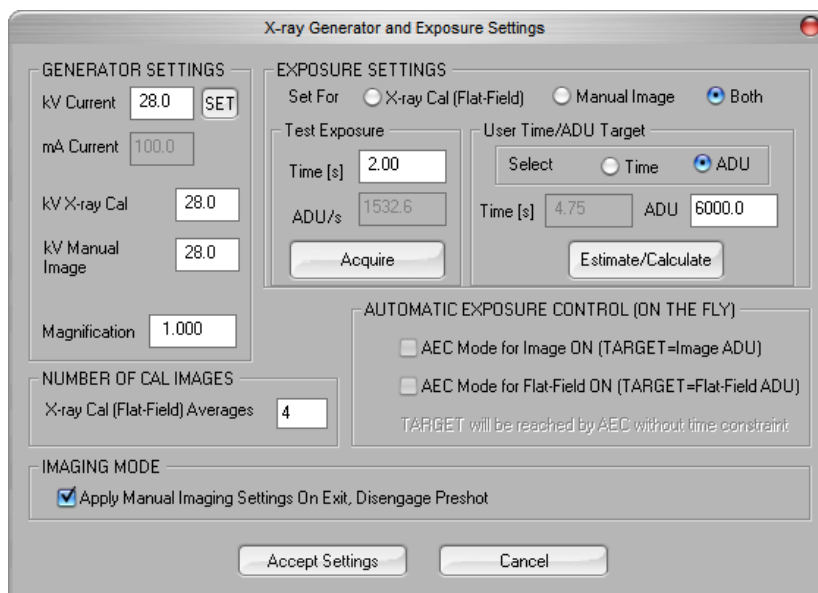 X-ray Generator and Exposure Settings
GENERATOR SETTINGS
kV Current 28.0 SET
mA Current 100.0
kV X-ray Cal 28.0
kV Manual
Image 28.0
Magnification 1.000
EXPOSURE SETTINGS
Set For X-ray Cal (Flat-Field) Manual Image Both
Test Exposure
Time [s] 2.00
ADU/s 1532.6
Acquire
User Time/ADU Target
Select Time ADU
Time [s] 4.75 ADU 6000.0
Estimate/Calculate
AUTOMATIC EXPOSURE CONTROL (ON THE FLY)
AEC Mode for Image ON (TARGET=Image ADU)
AEC Mode for Flat-Field ON (TARGET=Flat-Field ADU)
TARGET will be reached by AEC without time constraint
NUMBER OF CAL IMAGES
X-ray Cal (Flat-Field) Averages 4
IMAGING MODE
Apply Manual Imaging Settings On Exit, Disengage Preshot
Accept Settings Cancel